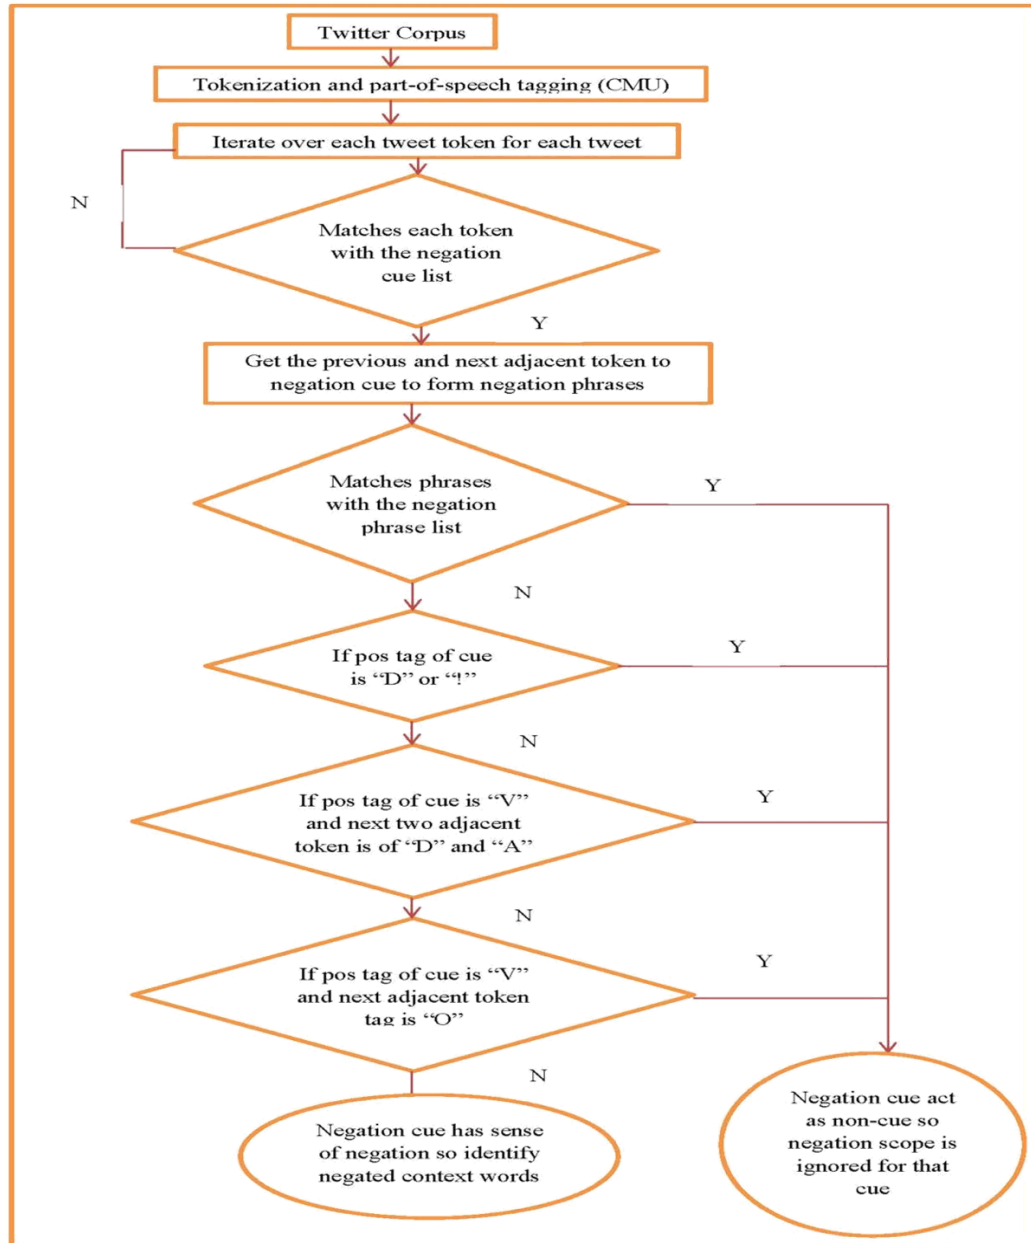 Twitter Corpus
Tokenization and part-of-speech tagging (CMU)
Iterate over each tweet token for each tweet
N
Matches each token
with the negation
cue list
Y
Get the previous and next adjacent token to
negation cue to form negation phrases
Matches phrases
with the negation
phrase list
Y
N
If pos tag of cue
is “D” or “!”
Y
N
If pos tag of cue is “V”
and next two adjacent
token is of “D” and “A”
Y
N
If pos tag of cue is “V”
and next adjacent token
tag is “O”
Y
N
Negation cue has sense
of negation so identify
negated context words
Negation cue act
as non-cue so
negation scope is
ignored for that
cue